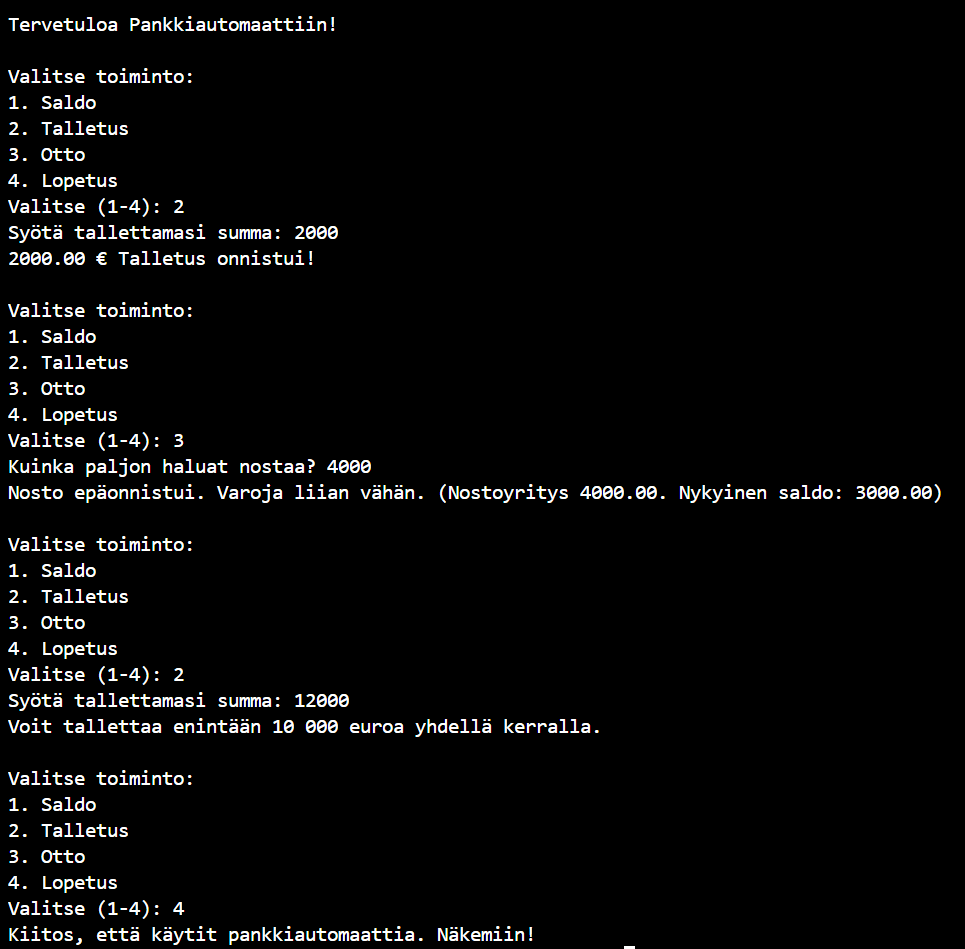 Tervetuloa Pankkiautomaattiin!
Valitse toiminto:
1. Saldo
2. Talletus
3. Otto
4. Lopetus
Valitse (1-4): 2
Syötä tallettamasi summa: 2000
2000.00 € Talletus onnistui!
Valitse toiminto:
1. Saldo
2. Talletus
3. Otto
4. Lopetus
Valitse (1-4): 3
Kuinka paljon haluat nostaa? 4000
Nosto epäonnistui. Varoja liian vähän. (Nostoyritys 4000.00. Nykyinen saldo: 3000.00)
Valitse toiminto:
1. Saldo
2. Talletus
3. Otto
4. Lopetus
Valitse (1-4): 2
Syötä tallettamasi summa: 12000
Voit tallettaa enintään 10 000 euroa yhdellä kerralla.
Valitse toiminto:
1. Saldo
2. Talletus
3. Otto
4. Lopetus
Valitse (1-4): 4
Kiitos, että käytit pankkiautomaattia. Näkemiin!